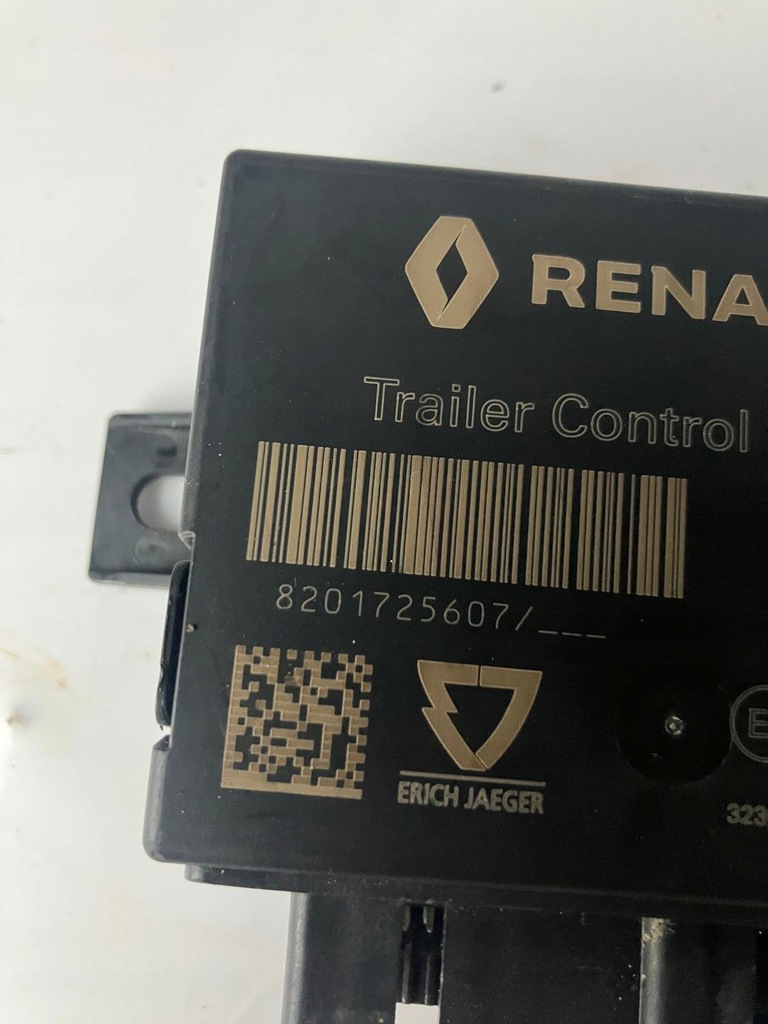 RENA
Trailer Control
8201725607/___
ERICH JAEGER
E
323